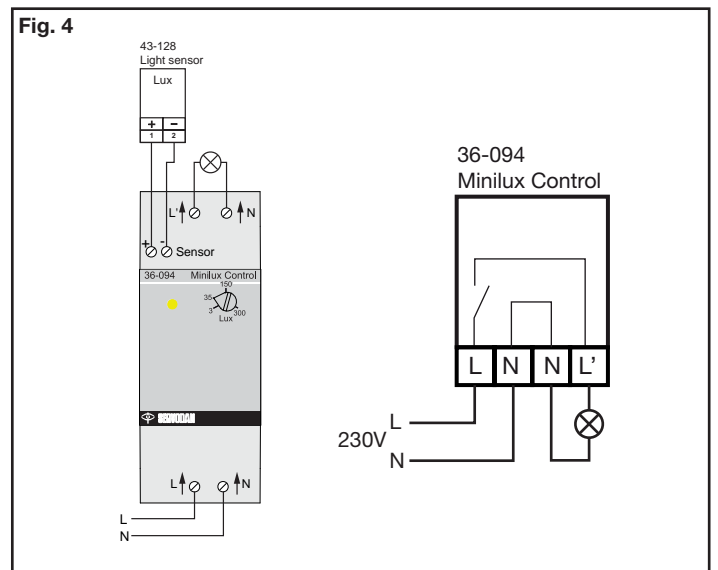 Fig. 4
43-128
Light sensor
Lux
+ −
1 2
L' N
+ - Sensor
36-094 Minilux Control
150
35
3 300
Lux
L N
L
N
36-094
Minilux Control
L N N L'
230V
L
N